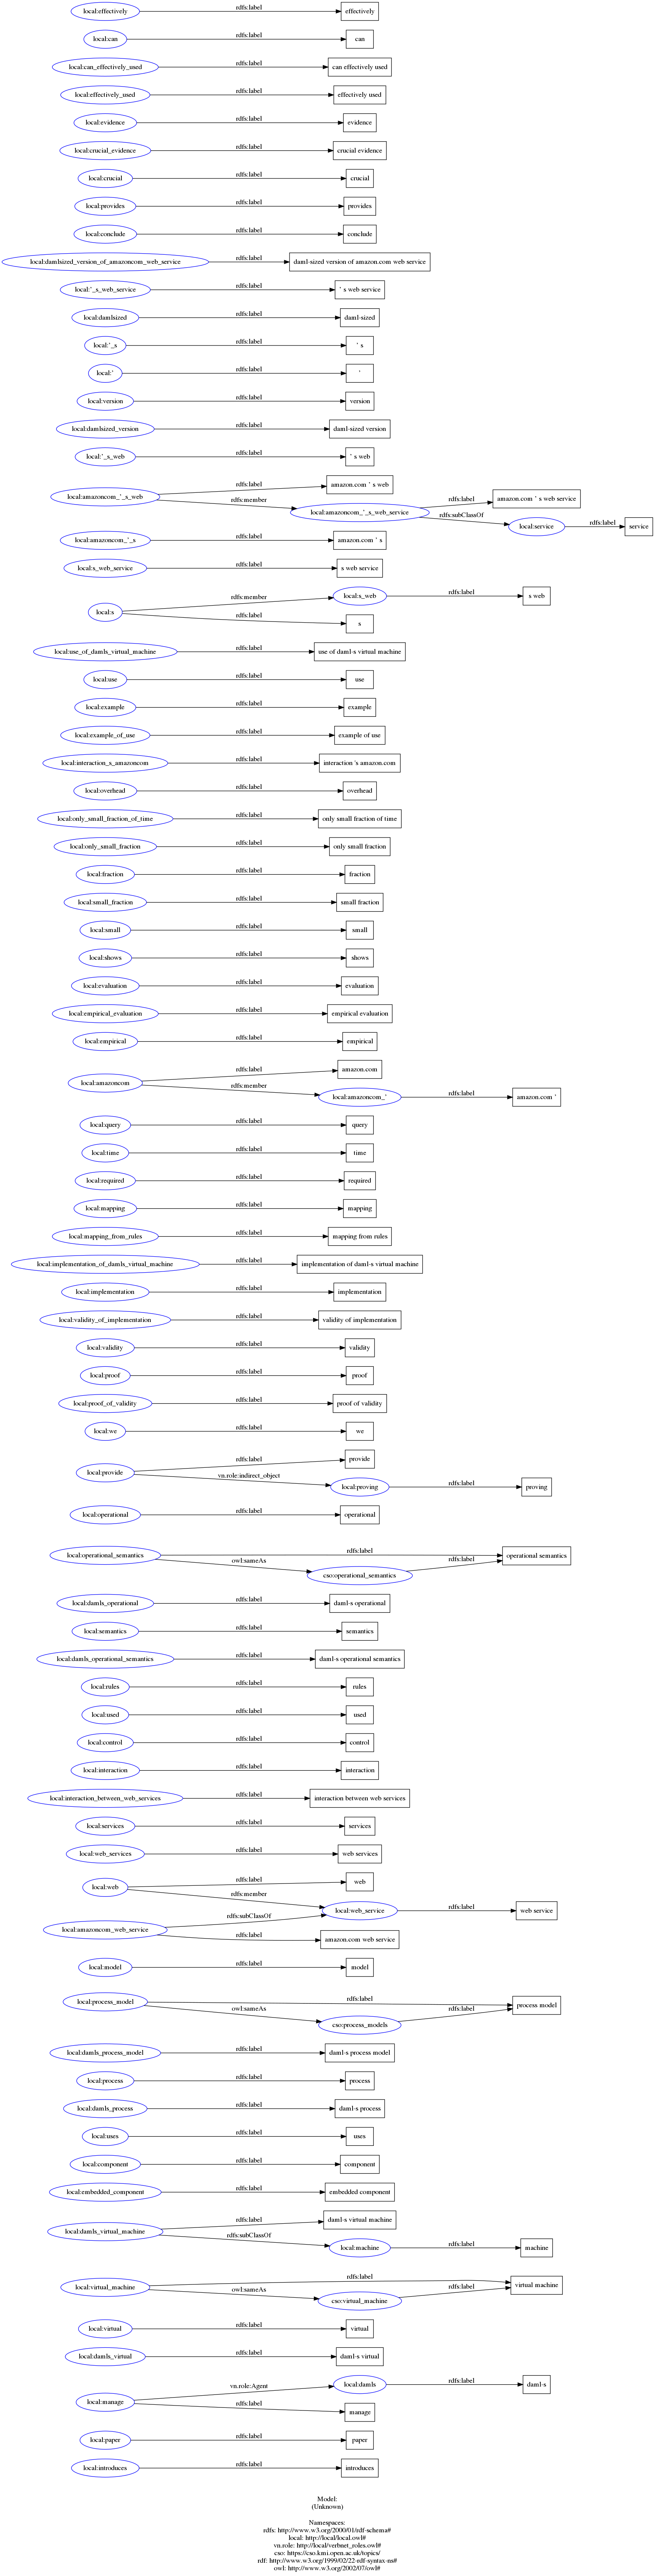 local:effectively rdfs:label effectively
local:can rdfs:label can
local:can_effectively_used rdfs:label can effectively used
local:effectively_used rdfs:label effectively used
local:evidence rdfs:label evidence
local:crucial_evidence rdfs:label crucial evidence
local:crucial rdfs:label crucial
local:provides rdfs:label provides
local:conclude rdfs:label conclude
local:damlsized_version_of_amazoncom_web_service rdfs:label daml-sized version of amazon.com web service
local:'_s_web_service rdfs:label ' s web service
local:damlsized rdfs:label daml-sized
local:'_s rdfs:label ' s
local:' rdfs:label '
local:version rdfs:label version
local:damlsized_version rdfs:label daml-sized version
local:'_s_web rdfs:label ' s web
rdfs:label amazon.com ' s web
local:amazoncom_'_s_web rdfs:member local:amazoncom_'_s_web_service rdfs:label amazon.com ' s web service
rdfs:subClassOf local:service rdfs:label service
local:amazoncom_'_s rdfs:label amazon.com ' s
local:s_web_service rdfs:label s web service
local:s rdfs:member local:s_web rdfs:label s web
rdfs:label s
local:use_of_damls_virtual_machine rdfs:label use of daml-s virtual machine
local:use rdfs:label use
local:example rdfs:label example
local:example_of_use rdfs:label example of use
local:interaction_s_amazoncom rdfs:label interaction 's amazon.com
local:overhead rdfs:label overhead
local:only_small_fraction_of_time rdfs:label only small fraction of time
local:only_small_fraction rdfs:label only small fraction
local:fraction rdfs:label fraction
local:small_fraction rdfs:label small fraction
local:small rdfs:label small
local:shows rdfs:label shows
local:evaluation rdfs:label evaluation
local:empirical_evaluation rdfs:label empirical evaluation
local:empirical rdfs:label empirical
rdfs:label amazon.com
local:amazoncom rdfs:member local:amazoncom_' rdfs:label amazon.com '
local:query rdfs:label query
local:time rdfs:label time
local:required rdfs:label required
local:mapping rdfs:label mapping
local:mapping_from_rules rdfs:label mapping from rules
local:implementation_of_damls_virtual_machine rdfs:label implementation of daml-s virtual machine
local:implementation rdfs:label implementation
local:validity_of_implementation rdfs:label validity of implementation
local:validity rdfs:label validity
local:proof rdfs:label proof
local:proof_of_validity rdfs:label proof of validity
local:we rdfs:label we
rdfs:label provide
local:provide vn.role:indirect_object local:proving rdfs:label proving
local:operational rdfs:label operational
local:operational_semantics rdfs:label operational semantics
owl:sameAs cso:operational_semantics rdfs:label
local:damls_operational rdfs:label daml-s operational
local:semantics rdfs:label semantics
local:damls_operational_semantics rdfs:label daml-s operational semantics
local:rules rdfs:label rules
local:used rdfs:label used
local:control rdfs:label control
local:interaction rdfs:label interaction
local:interaction_between_web_services rdfs:label interaction between web services
local:services rdfs:label services
local:web_services rdfs:label web services
local:web rdfs:label web
rdfs:member local:web_service rdfs:label web service
local:amazoncom_web_service rdfs:subClassOf
rdfs:label amazon.com web service
local:model rdfs:label model
local:process_model rdfs:label process model
owl:sameAs cso:process_models rdfs:label
local:damls_process_model rdfs:label daml-s process model
local:process rdfs:label process
local:damls_process rdfs:label daml-s process
local:uses rdfs:label uses
local:component rdfs:label component
local:embedded_component rdfs:label embedded component
rdfs:label daml-s virtual machine
local:damls_virtual_machine rdfs:subClassOf local:machine rdfs:label machine
local:virtual_machine rdfs:label virtual machine
owl:sameAs cso:virtual_machine rdfs:label
local:virtual rdfs:label virtual
local:damls_virtual rdfs:label daml-s virtual
local:manage vn.role:Agent local:damls rdfs:label daml-s
rdfs:label manage
local:paper rdfs:label paper
local:introduces rdfs:label introduces
Model:
(Unknown)
Namespaces:
rdfs: http://www.w3.org/2000/01/rdf-schema#
local: http://local/local.owl#
vn.role: http://local/verbnet_roles.owl#
cso: https://cso.kmi.open.ac.uk/topics/
rdf: http://www.w3.org/1999/02/22-rdf-syntax-ns#
owl: http://www.w3.org/2002/07/owl#